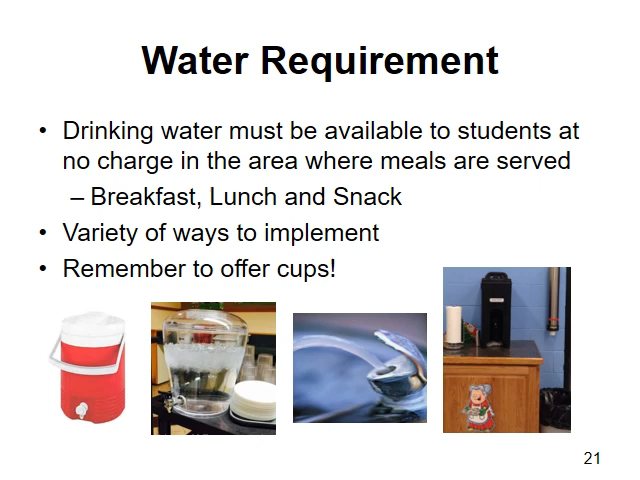 Water Requirement
• Drinking water must be available to students at
no charge in the area where meals are served
– Breakfast, Lunch and Snack
• Variety of ways to implement
• Remember to offer cups!
21